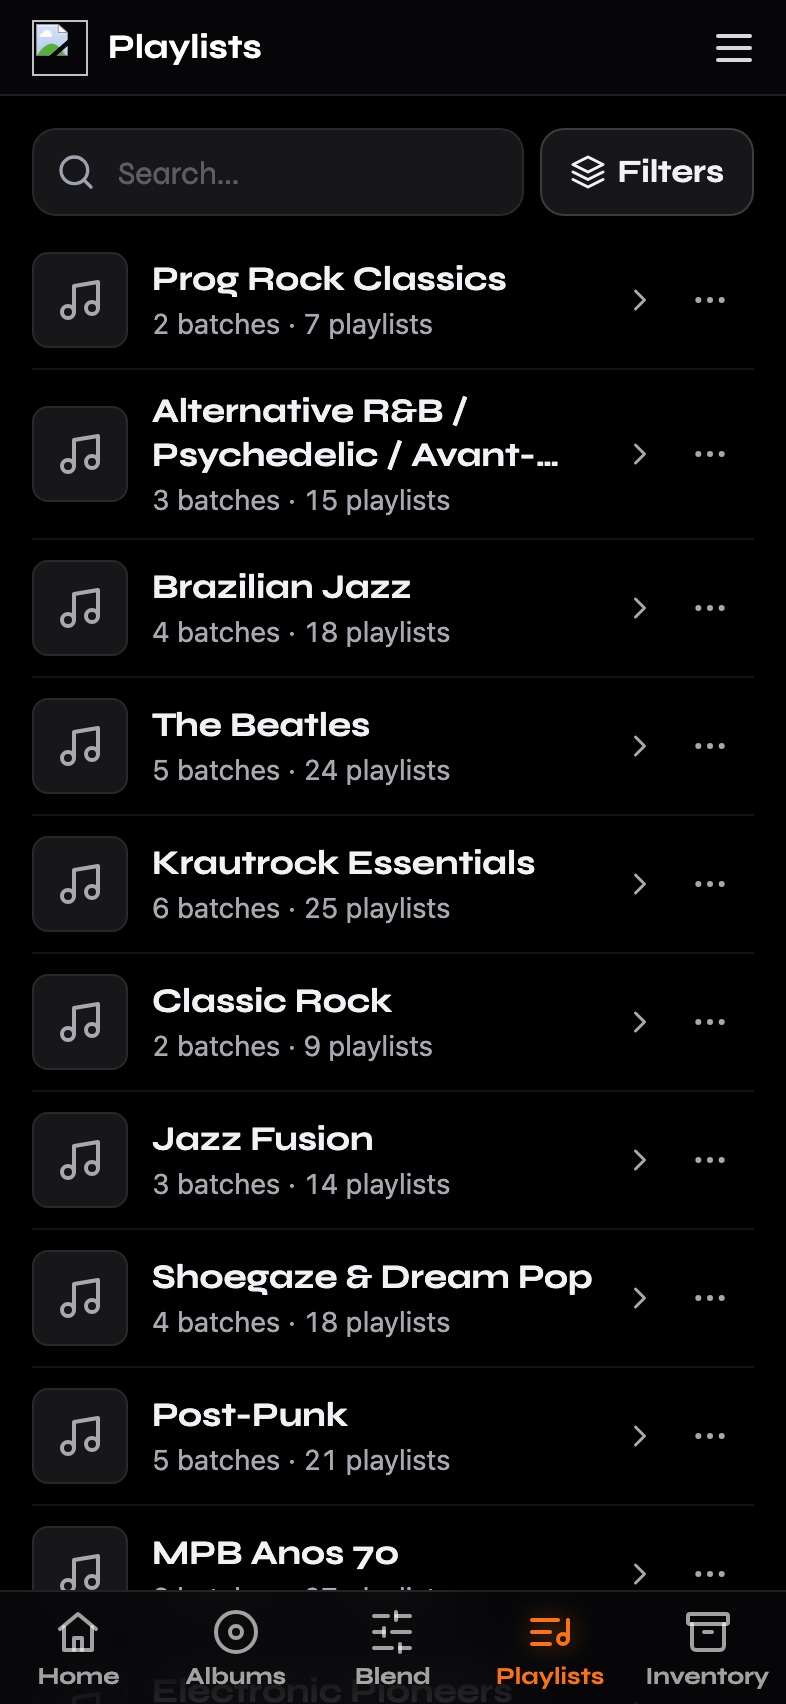 Playlists
Search...
Filters
Prog Rock Classics
2 batches · 7 playlists
Alternative R&B /
Psychedelic / Avant-...
3 batches · 15 playlists
Brazilian Jazz
4 batches · 18 playlists
The Beatles
5 batches · 24 playlists
Krautrock Essentials
6 batches · 25 playlists
Classic Rock
2 batches · 9 playlists
Jazz Fusion
3 batches · 14 playlists
Shoegaze & Dream Pop
4 batches · 18 playlists
Post-Punk
5 batches · 21 playlists
MPB Anos 70
Electronic Pioneers
Home
Albums
Blend
Playlists
Inventory